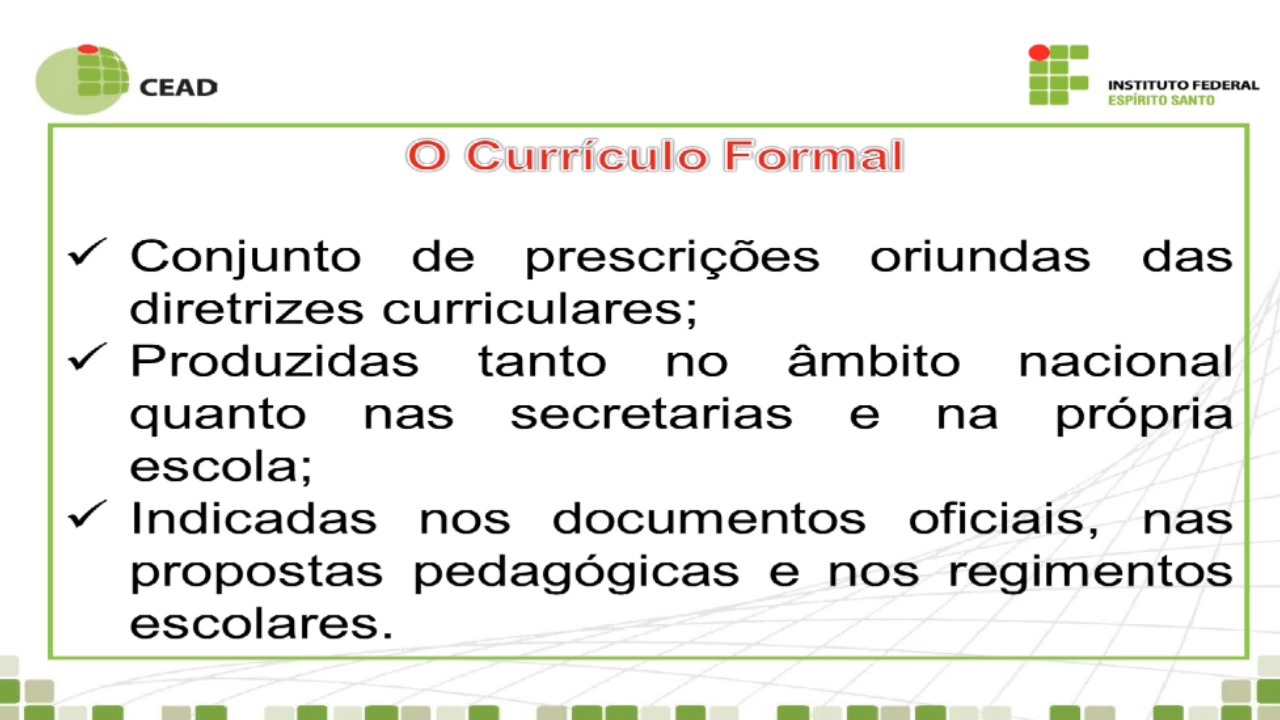 CEAD
INSTITUTO FEDERAL
ESPÍRITO SANTO
O Currículo Formal
✓ Conjunto de prescrições oriundas das
diretrizes curriculares;
✓ Produzidas tanto no âmbito nacional
quanto nas secretarias e na própria
escola;
✓ Indicadas nos documentos oficiais, nas
propostas pedagógicas e nos regimentos
escolares.